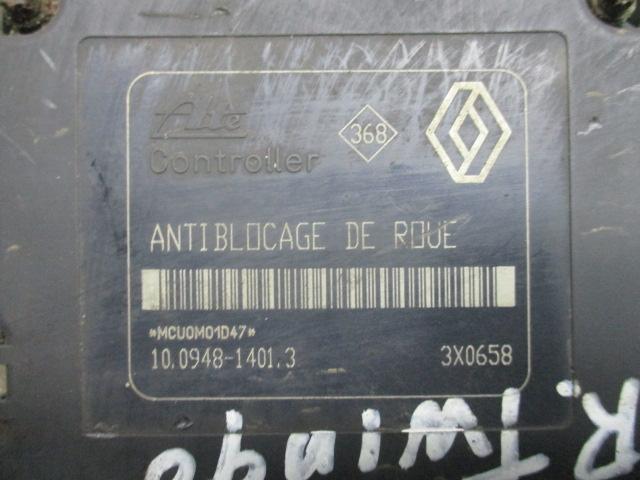 Ate
368
Controller
ANTIBLOCAGE DE ROUE
*MCU0M01D47*
10.0948-1401.3 3X0658
R. Twingo